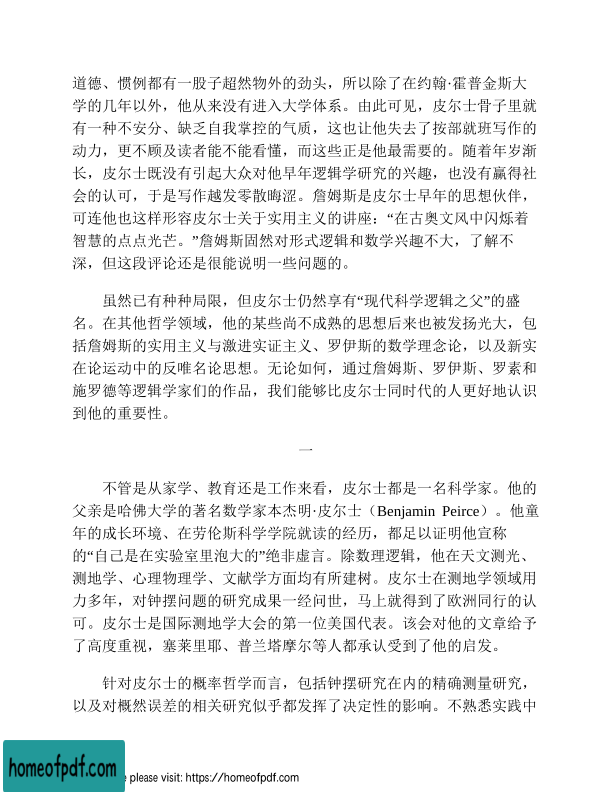 道德、惯例都有一股子超然物外的劲头，所以除了在约翰·霍普金斯大
学的几年以外，他从来没有进入大学体系。由此可见，皮尔士骨子里就
有一种不安分、缺乏自我掌控的气质，这也让他失去了按部就班写作的
动力，更不顾及读者能不能看懂，而这些正是他最需要的。随着年岁渐
长，皮尔士既没有引起大众对他早年逻辑学研究的兴趣，也没有赢得社
会的认可，于是写作越发零散晦涩。詹姆斯是皮尔士早年的思想伙伴，
可连他也这样形容皮尔士关于实用主义的讲座：“在古奥文风中闪烁着
智慧的点点光芒。”詹姆斯固然对形式逻辑和数学兴趣不大，了解不
深，但这段评论还是很能说明一些问题的。
虽然已有种种局限，但皮尔士仍然享有“现代科学逻辑之父”的盛
名。在其他哲学领域，他的某些尚不成熟的思想后来也被发扬光大，包
括詹姆斯的实用主义与激进实证主义、罗伊斯的数学理念论，以及新实
在论运动中的反唯名论思想。无论如何，通过詹姆斯、罗伊斯、罗素和
施罗德等逻辑学家们的作品，我们能够比皮尔士同时代的人更好地认识
到他的重要性。
一
不管是从家学、教育还是工作来看，皮尔士都是一名科学家。他的
父亲是哈佛大学的著名数学家本杰明·皮尔士（Benjamin Peirce）。他童
年的成长环境、在劳伦斯科学学院就读的经历，都足以证明他宣称
的“自己是在实验室里泡大的”绝非虚言。除数理逻辑，他在天文测光、
测地学、心理物理学、文献学方面均有所建树。皮尔士在测地学领域用
力多年，对钟摆问题的研究成果一经问世，马上就得到了欧洲同行的认
可。皮尔士是国际测地学大会的第一位美国代表。该会对他的文章给予
了高度重视，塞莱里耶、普兰塔摩尔等人都承认受到了他的启发。
针对皮尔士的概率哲学而言，包括钟摆研究在内的精确测量研究，
以及对概然误差的相关研究似乎都发挥了决定性的影响。不熟悉实践中
homeofpdf.com
e please visit: https://homeofpdf.com